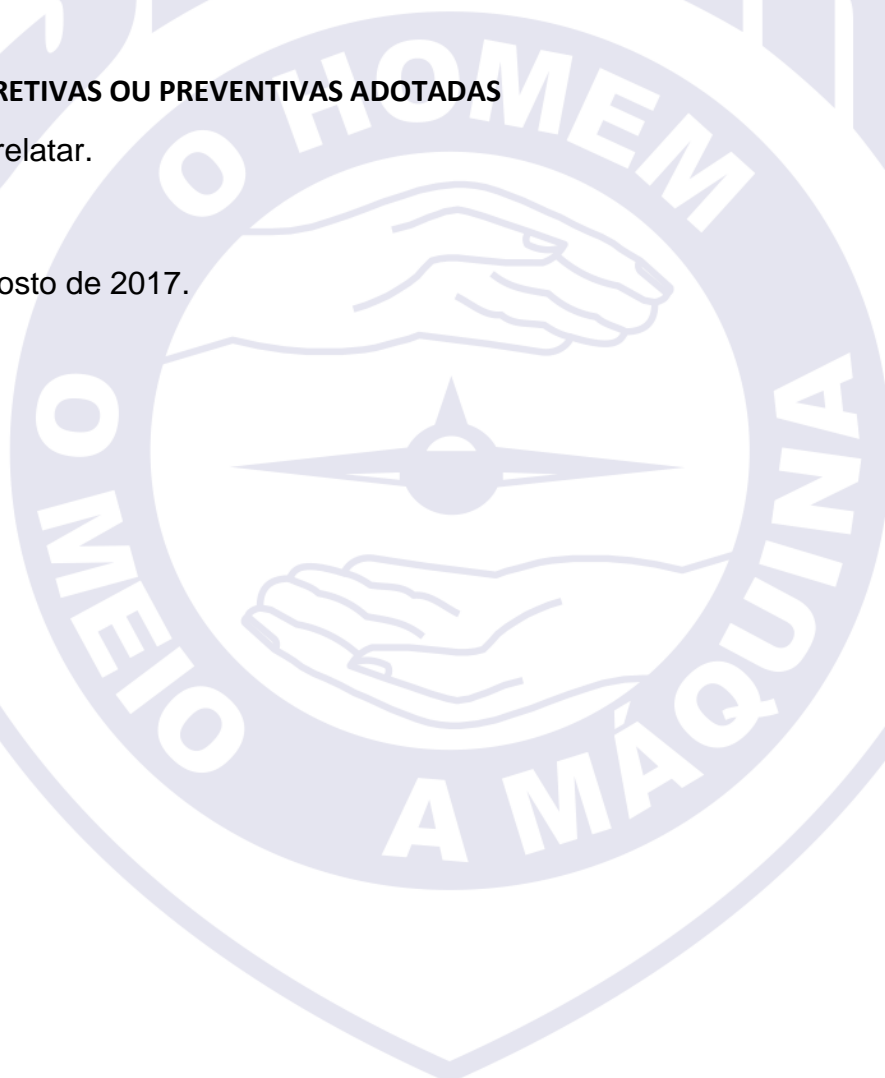 RETIVAS OU PREVENTIVAS ADOTADAS
relatar.
osto de 2017.
O HOMEM
O MEIO
A MÁQUINA